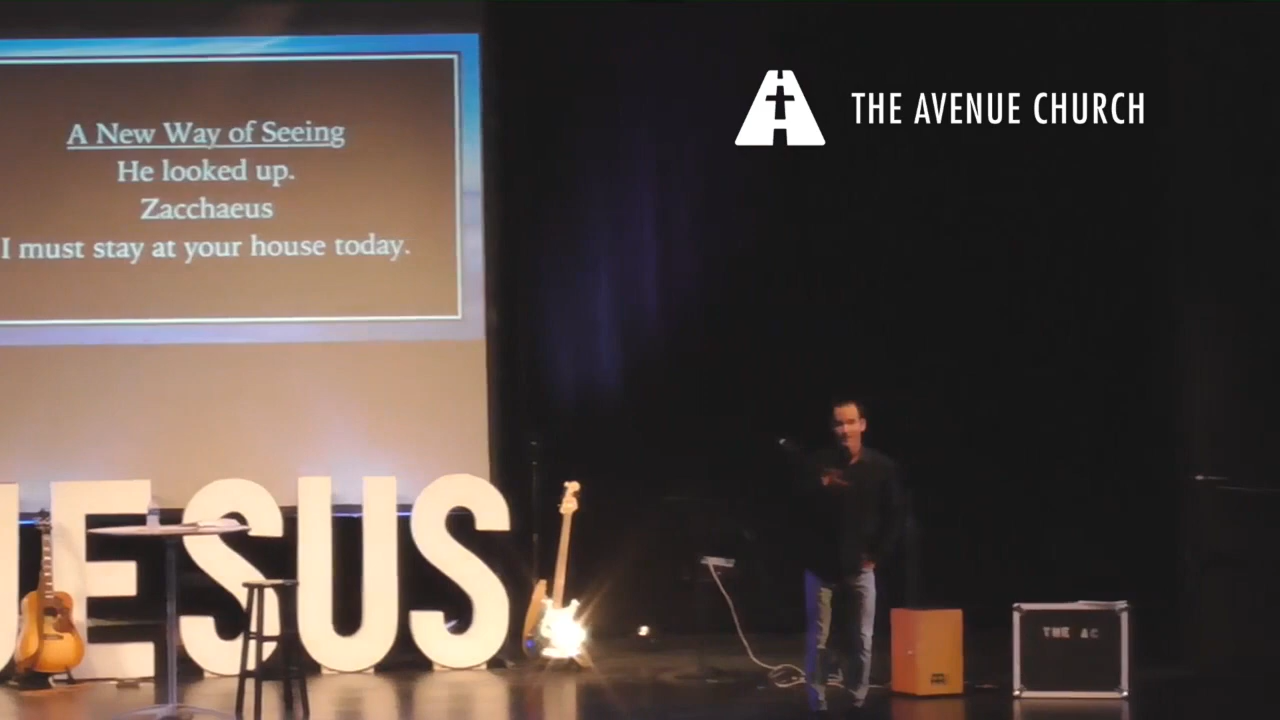 A New Way of Seeing
He looked up.
Zacchaeus
I must stay at your house today.
THE AVENUE CHURCH
JESUS
THE AC